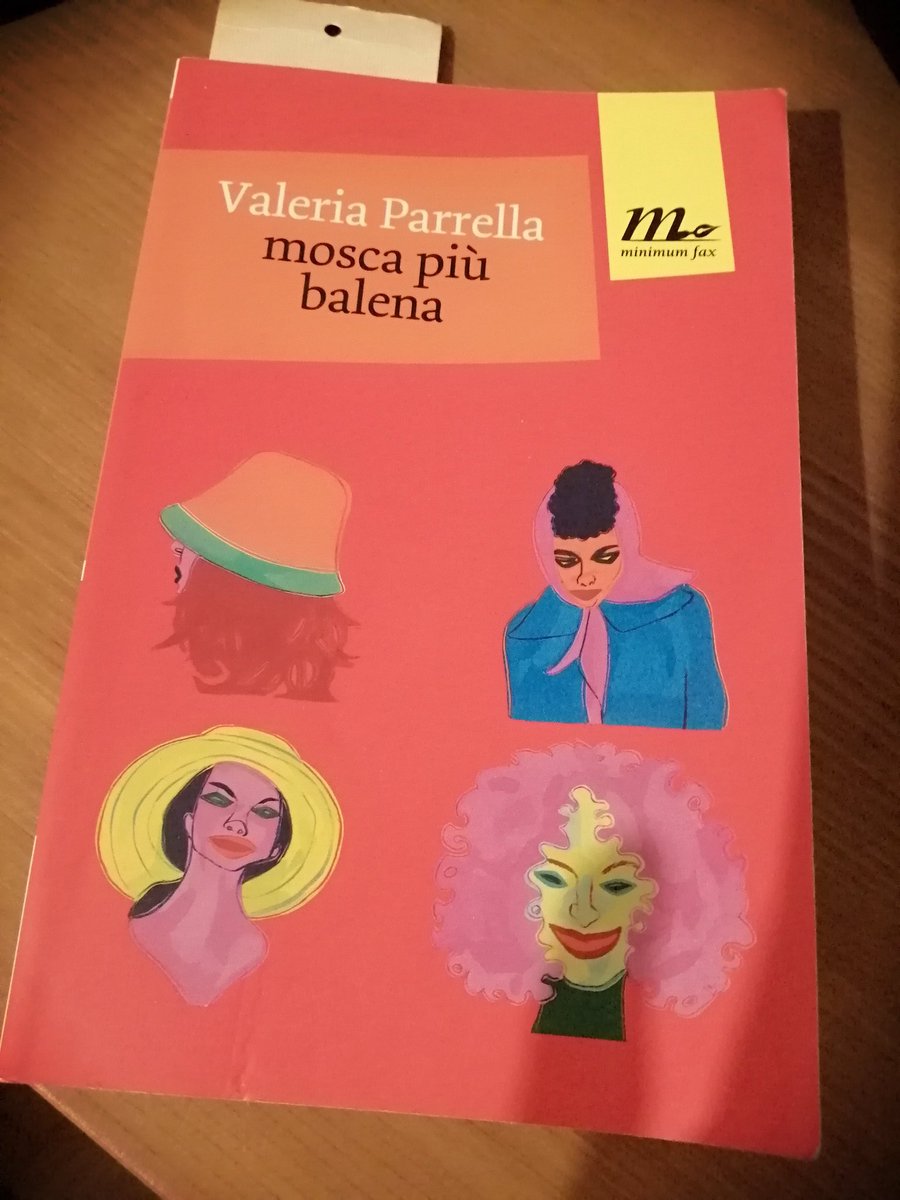 Valeria Parrella
mosca più
balena
minimum fax